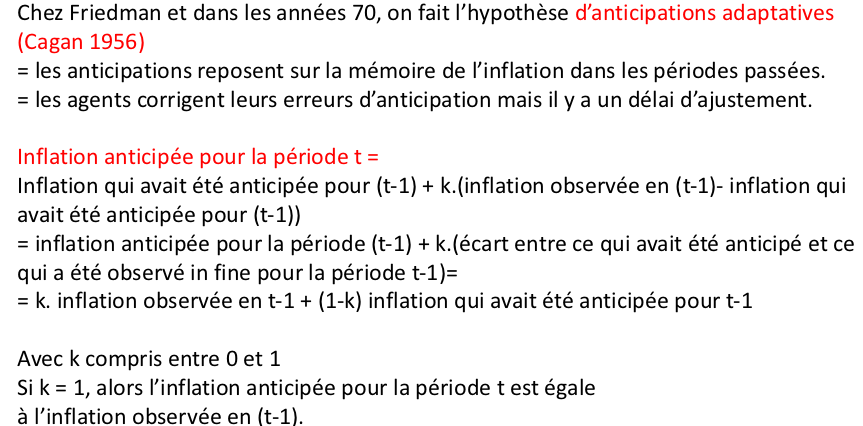 Chez Friedman et dans les années 70, on fait l’hypothèse d’anticipations adaptatives
(Cagan 1956)
= les anticipations reposent sur la mémoire de l’inflation dans les périodes passées.
= les agents corrigent leurs erreurs d’anticipation mais il y a un délai d’ajustement.
Inflation anticipée pour la période t =
Inflation qui avait été anticipée pour (t-1) + k.(inflation observée en (t-1)- inflation qui
avait été anticipée pour (t-1))
= inflation anticipée pour la période (t-1) + k.(écart entre ce qui avait été anticipé et ce
qui a été observé in fine pour la période t-1)=
= k. inflation observée en t-1 + (1-k) inflation qui avait été anticipée pour t-1
Avec k compris entre 0 et 1
Si k = 1, alors l’inflation anticipée pour la période t est égale
à l’inflation observée en (t-1).